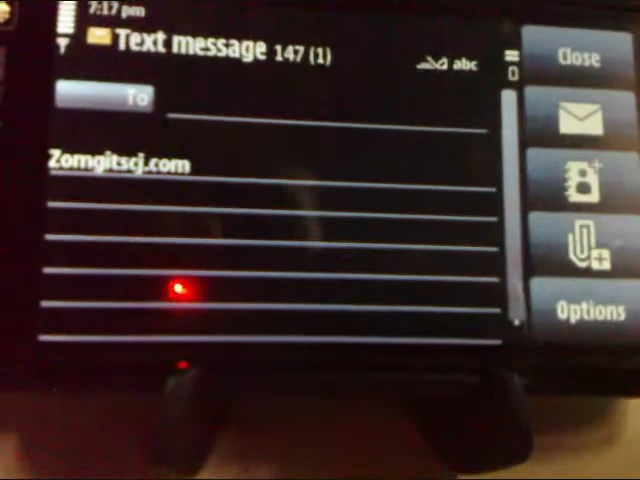 7:17 pm
Text message 147 (1)
abc
Close
To
Zomgitscj.com
Options